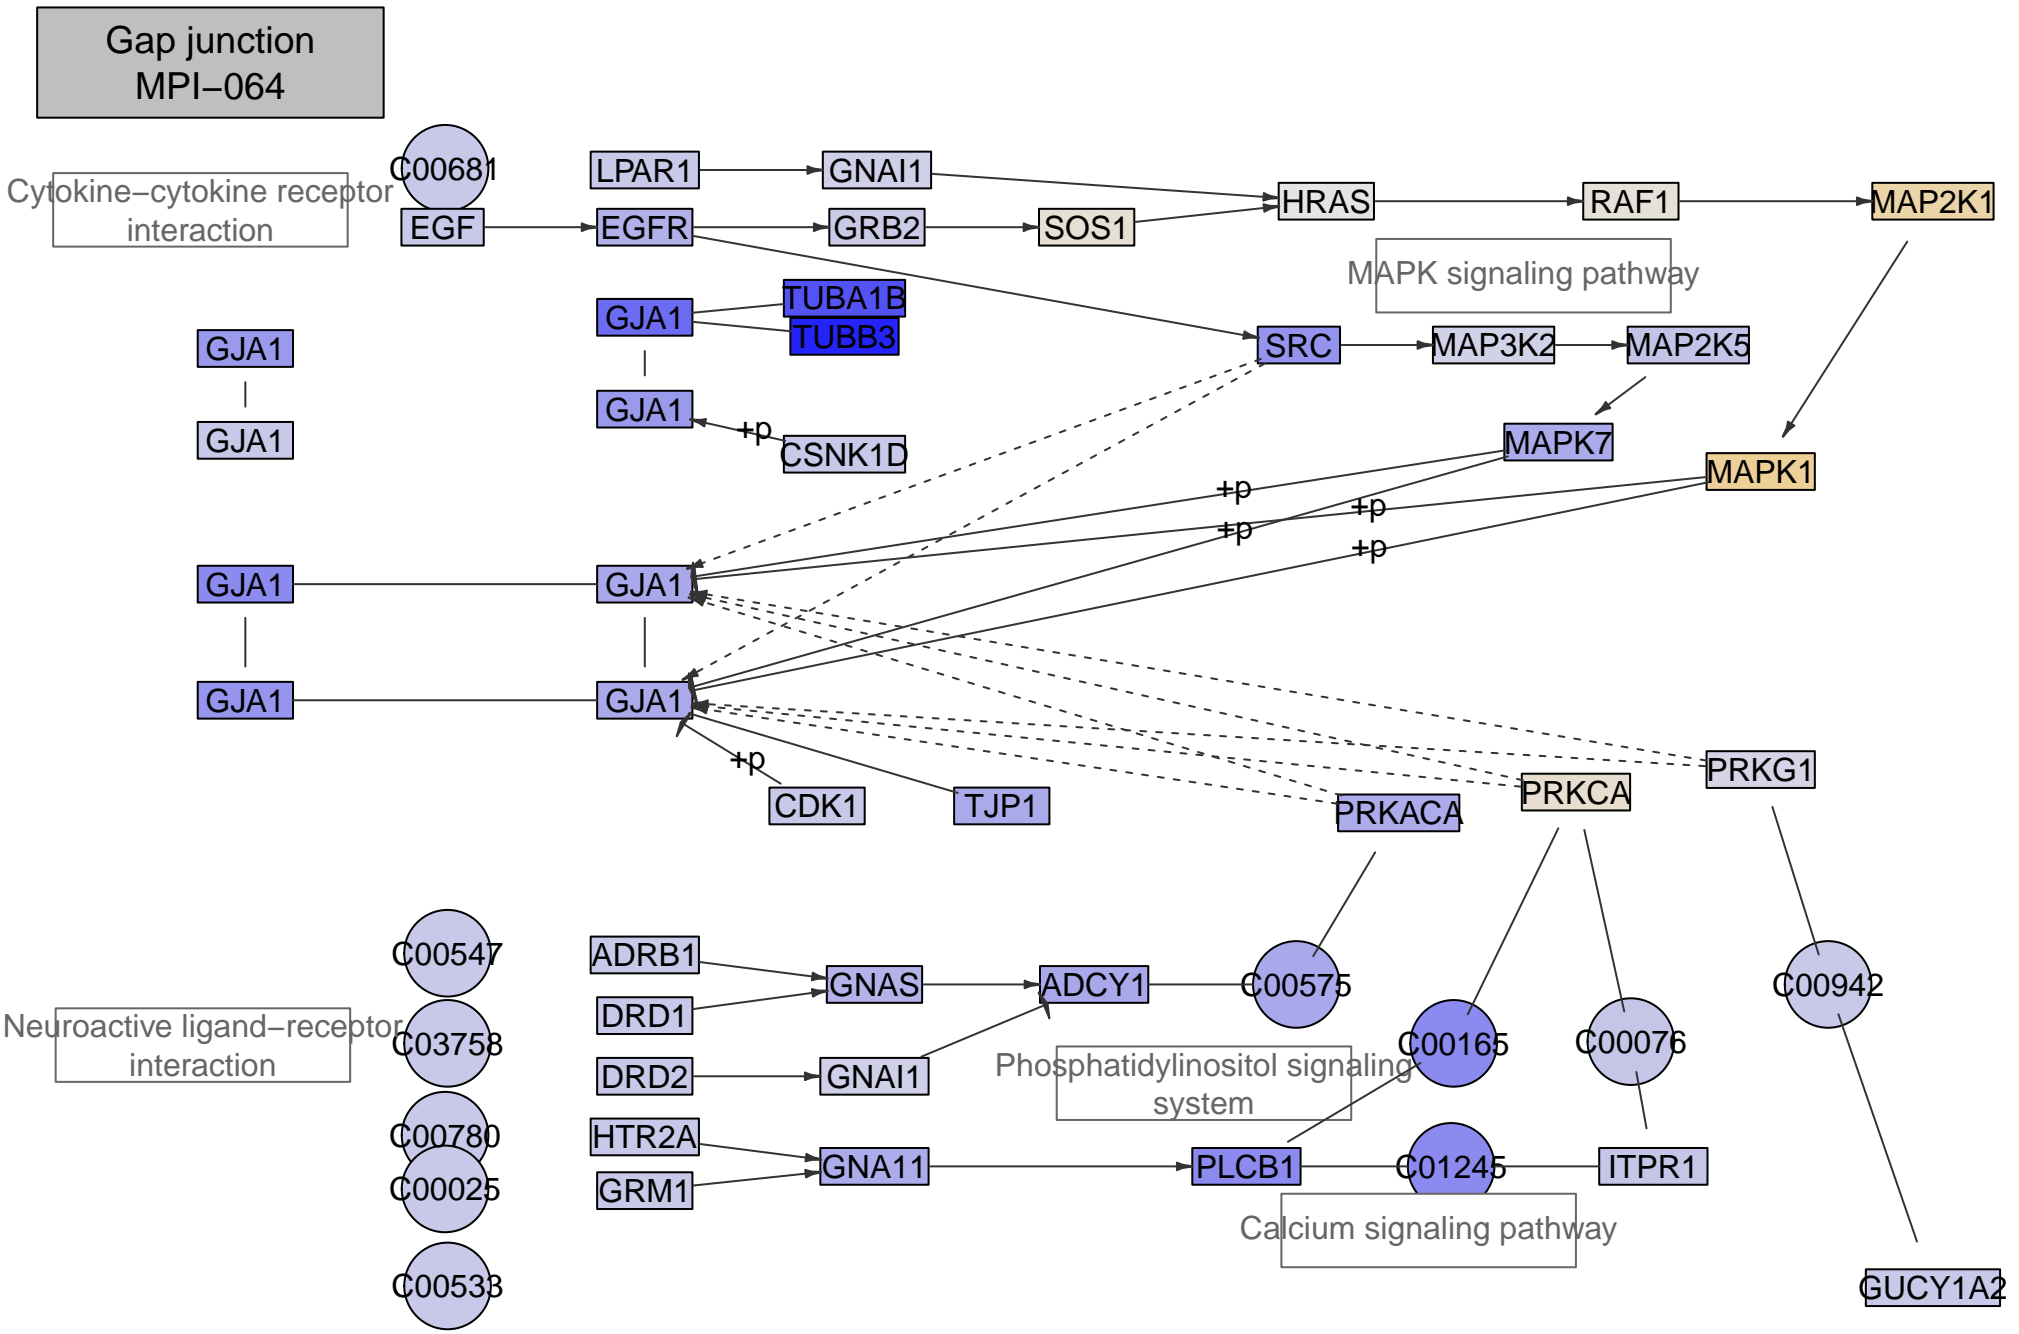 Gap junction
MPI−064
C00681
Cytokine−cytokine receptor
interaction
LPAR1
GNAI1
HRAS
RAF1
MAP2K1
EGF
EGFR
GRB2
SOS1
MAPK signaling pathway
TUBA1B
GJA1
TUBB3
GJA1
SRC
MAP3K2
MAP2K5
GJA1
GJA1
+p
CSNK1D
MAPK7
MAPK1
+p
+p
+p
+p
GJA1
GJA1
GJA1
GJA1
+p
CDK1
TJP1
PRKACA
PRKCA
PRKG1
C00547
ADRB1
GNAS
ADCY1
C00575
C00942
DRD1
Neuroactive ligand−receptor
interaction
C03758
C00165
C00076
DRD2
GNAI1
Phosphatidylinositol signaling
system
C00780
HTR2A
GNA11
PLCB1
C01245
ITPR1
C00025
GRM1
Calcium signaling pathway
C00533
GUCY1A2